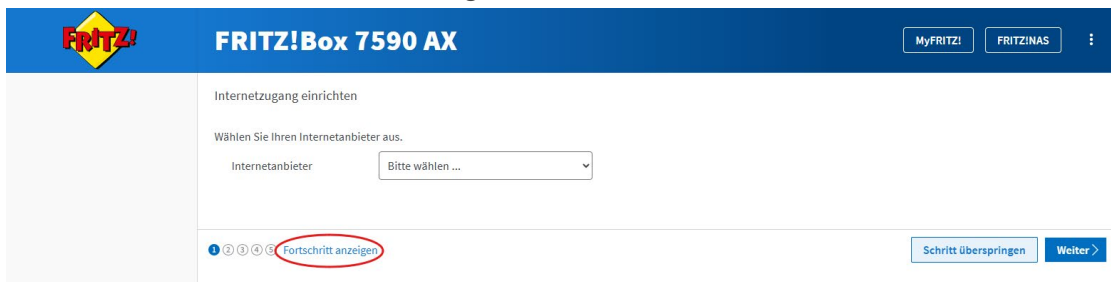 FRITZ!
FRITZ!Box 7590 AX
MyFRITZ! FRITZ!NAS
Internetzugang einrichten
Wählen Sie Ihren Internetanbieter aus.
Internetanbieter Bitte wählen ...
1 2 3 4 5 Fortschritt anzeigen
Schritt überspringen Weiter